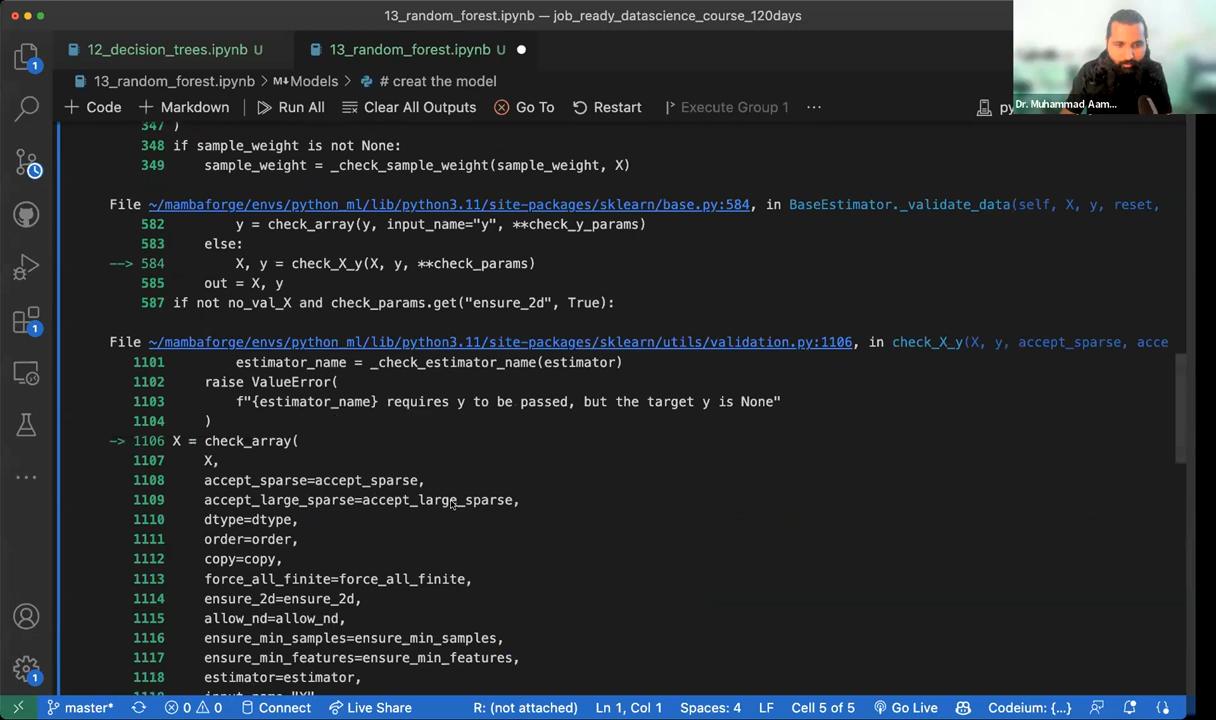 13_random_forest.ipynb — job_ready_datascience_course_120days
12_decision_trees.ipynb U
13_random_forest.ipynb U
13_random_forest.ipynb > M↓Models > # creat the model
Code
Markdown
Run All
Clear All Outputs
Go To
Restart
Execute Group 1
···
py
Dr. Muhammad Aam...
347 )
348 if sample_weight is not None:
349 sample_weight = _check_sample_weight(sample_weight, X)
File ~/mambaforge/envs/python_ml/lib/python3.11/site-packages/sklearn/base.py:584, in BaseEstimator._validate_data(self, X, y, reset,
582 y = check_array(y, input_name="y", **check_y_params)
583 else:
--> 584 X, y = check_X_y(X, y, **check_params)
585 out = X, y
587 if not no_val_X and check_params.get("ensure_2d", True):
File ~/mambaforge/envs/python_ml/lib/python3.11/site-packages/sklearn/utils/validation.py:1106, in check_X_y(X, y, accept_sparse, acce
1101 estimator_name = _check_estimator_name(estimator)
1102 raise ValueError(
1103 f"{estimator_name} requires y to be passed, but the target y is None"
1104 )
-> 1106 X = check_array(
1107 X,
1108 accept_sparse=accept_sparse,
1109 accept_large_sparse=accept_large_sparse,
1110 dtype=dtype,
1111 order=order,
1112 copy=copy,
1113 force_all_finite=force_all_finite,
1114 ensure_2d=ensure_2d,
1115 allow_nd=allow_nd,
1116 ensure_min_samples=ensure_min_samples,
1117 ensure_min_features=ensure_min_features,
1118 estimator=estimator,
1
1
1
1
master* 0 0 Connect Live Share R: (not attached) Ln 1, Col 1 Spaces: 4 LF Cell 5 of 5 Go Live Codeium: {...}